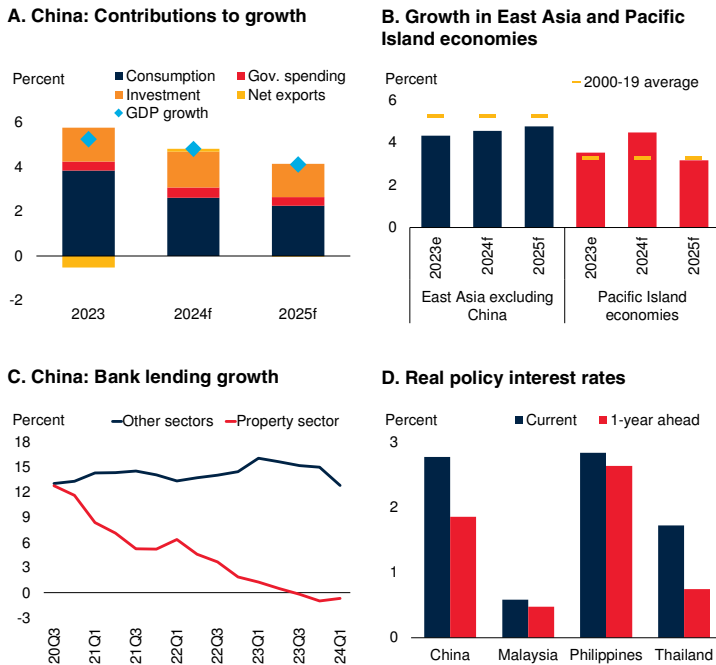 A. China: Contributions to growth
Percent
Consumption
Gov. spending
Investment
Net exports
GDP growth
6
4
2
0
-2
2023
2024f
2025f
B. Growth in East Asia and Pacific
Island economies
Percent
2000-19 average
6
4
2
0
2023e
2024f
2025f
2023e
2024f
2025f
East Asia excluding
China
Pacific Island
economies
C. China: Bank lending growth
Percent
Other sectors
Property sector
18
15
12
9
6
3
0
-3
20Q3
21Q1
21Q3
22Q1
22Q3
23Q1
23Q3
24Q1
D. Real policy interest rates
Percent
Current
1-year ahead
3
2
1
0
China
Malaysia
Philippines
Thailand